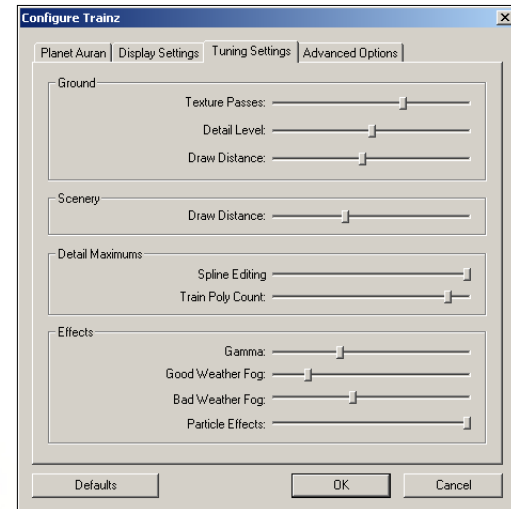 Configure Trainz
Planet Auran Display Settings Tuning Settings Advanced Options
Ground
Texture Passes:
Detail Level:
Draw Distance:
Scenery
Draw Distance:
Detail Maximums
Spline Editing
Train Poly Count:
Effects
Gamma:
Good Weather Fog:
Bad Weather Fog:
Particle Effects:
Defaults OK Cancel